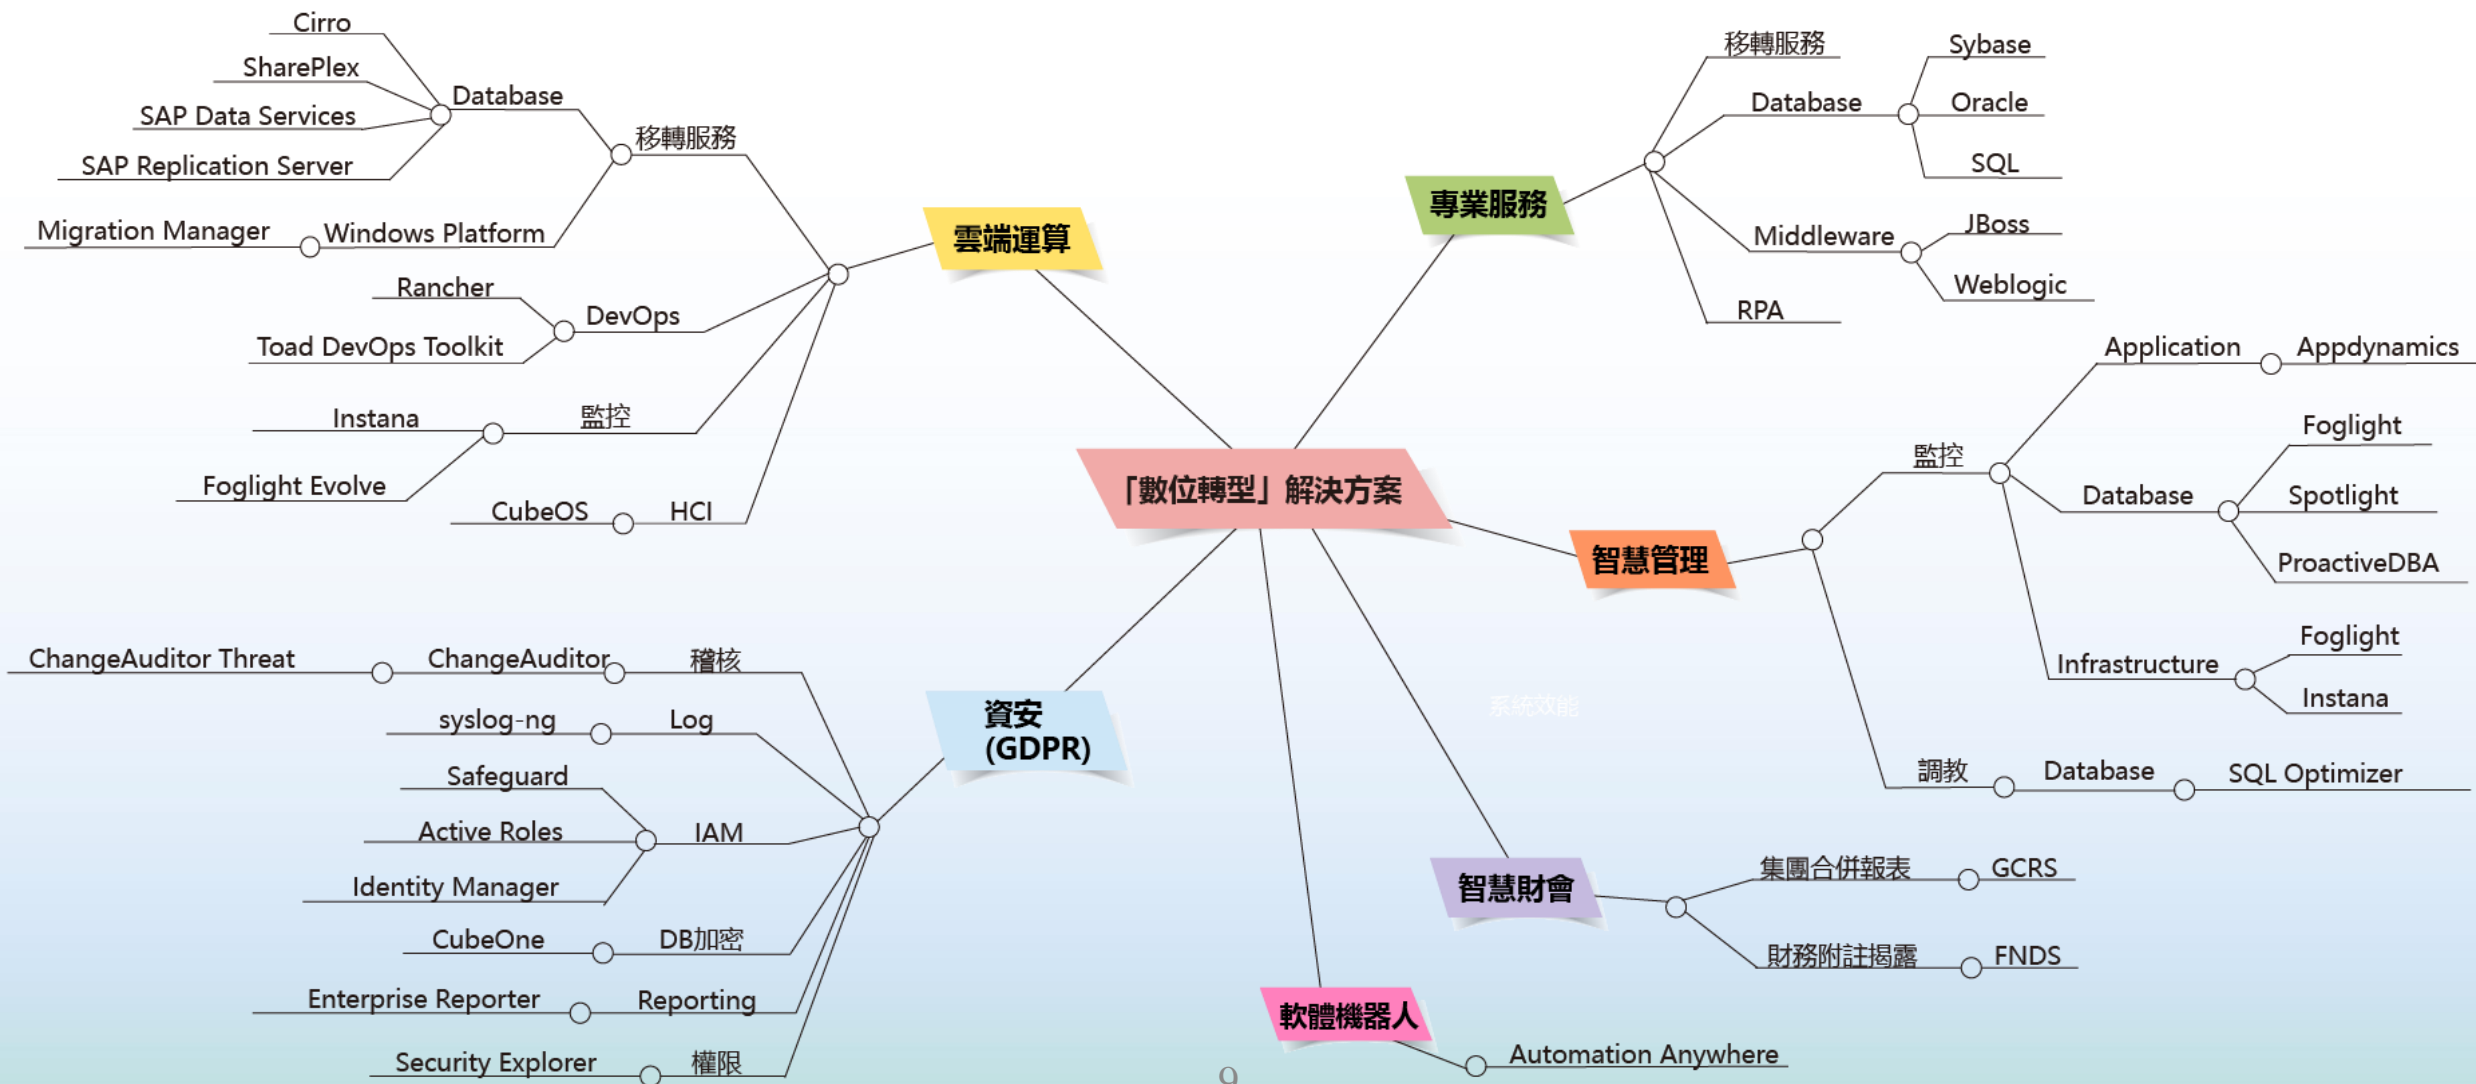 「數位轉型」解決方案
雲端運算
移轉服務
Database
Cirro
SharePlex
SAP Data Services
SAP Replication Server
Windows Platform
Migration Manager
DevOps
Rancher
Toad DevOps Toolkit
監控
Instana
Foglight Evolve
HCI
CubeOS
專業服務
移轉服務
Database
Sybase
Oracle
SQL
Middleware
JBoss
Weblogic
RPA
智慧管理
監控
Application
Appdynamics
Database
Foglight
Spotlight
ProactiveDBA
Infrastructure
Foglight
Instana
調教
Database
SQL Optimizer
系統效能
資安
(GDPR)
稽核
ChangeAuditor
ChangeAuditor Threat
Log
syslog-ng
IAM
Safeguard
Active Roles
Identity Manager
DB加密
CubeOne
Reporting
Enterprise Reporter
權限
Security Explorer
智慧財會
集團合併報表
GCRS
財務附註揭露
FNDS
軟體機器人
Automation Anywhere
9